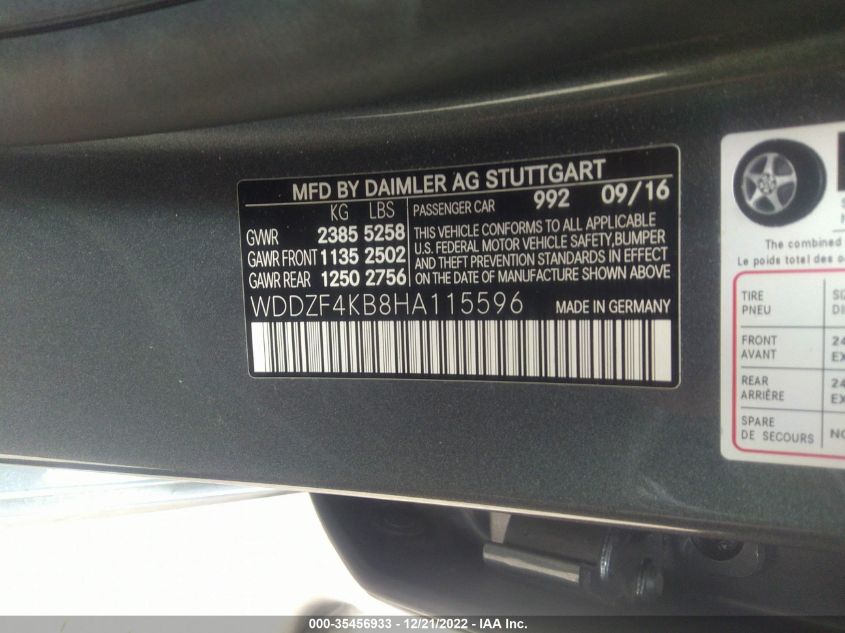 MFD BY DAIMLER AG STUTTGART
KG LBS
GVWR 2385 5258
GAWR FRONT 1135 2502
GAWR REAR 1250 2756
PASSENGER CAR 992 09/16
THIS VEHICLE CONFORMS TO ALL APPLICABLE
U.S. FEDERAL MOTOR VEHICLE SAFETY,BUMPER
AND THEFT PREVENTION STANDARDS IN EFFECT
ON THE DATE OF MANUFACTURE SHOWN ABOVE
WDDZF4KB8HA115596 MADE IN GERMANY
The combined
Le poids total des
TIRE
PNEU
FRONT
AVANT
24
REAR
ARRIÈRE
24
SPARE
DE SECOURS
000-35456933 - 12/21/2022 - IAA Inc.